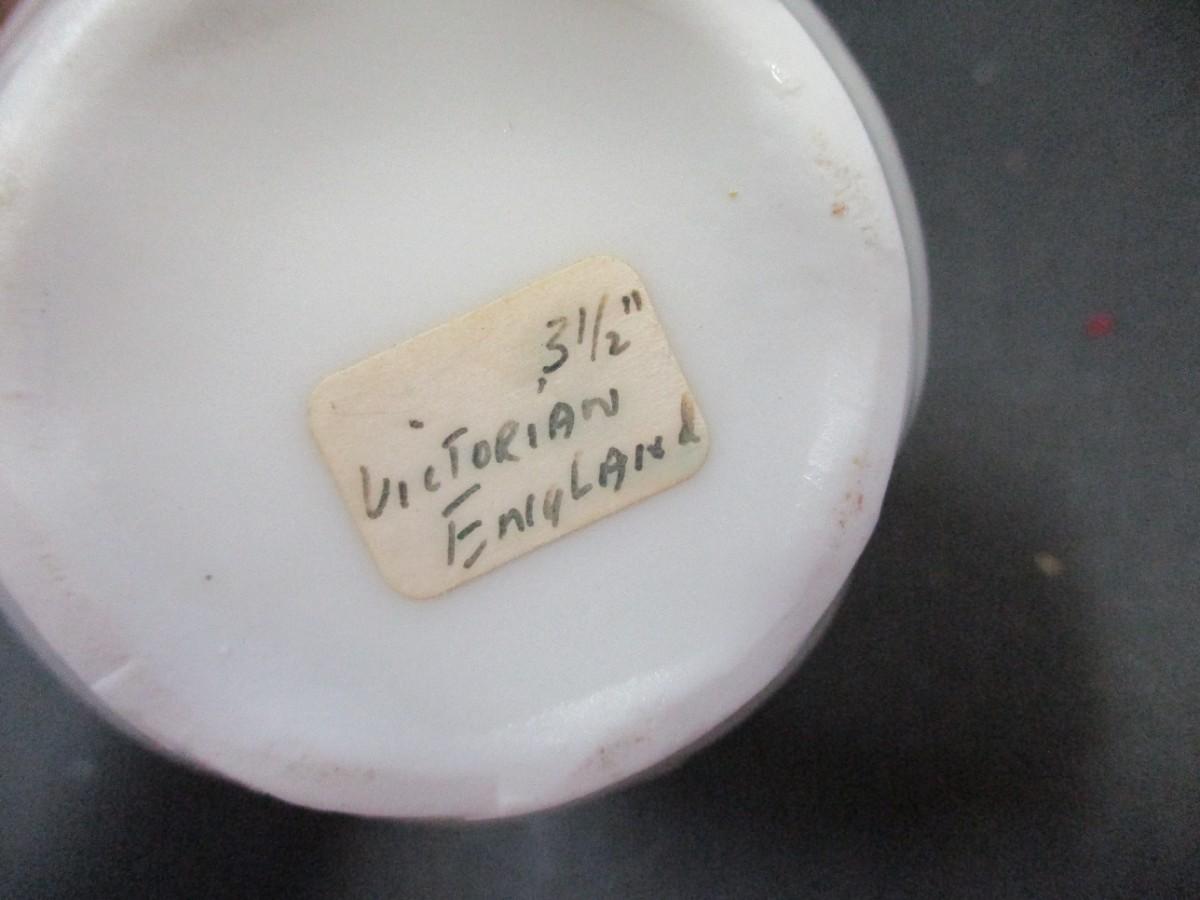 3 1/2"
VICTORIAN
ENGLANd